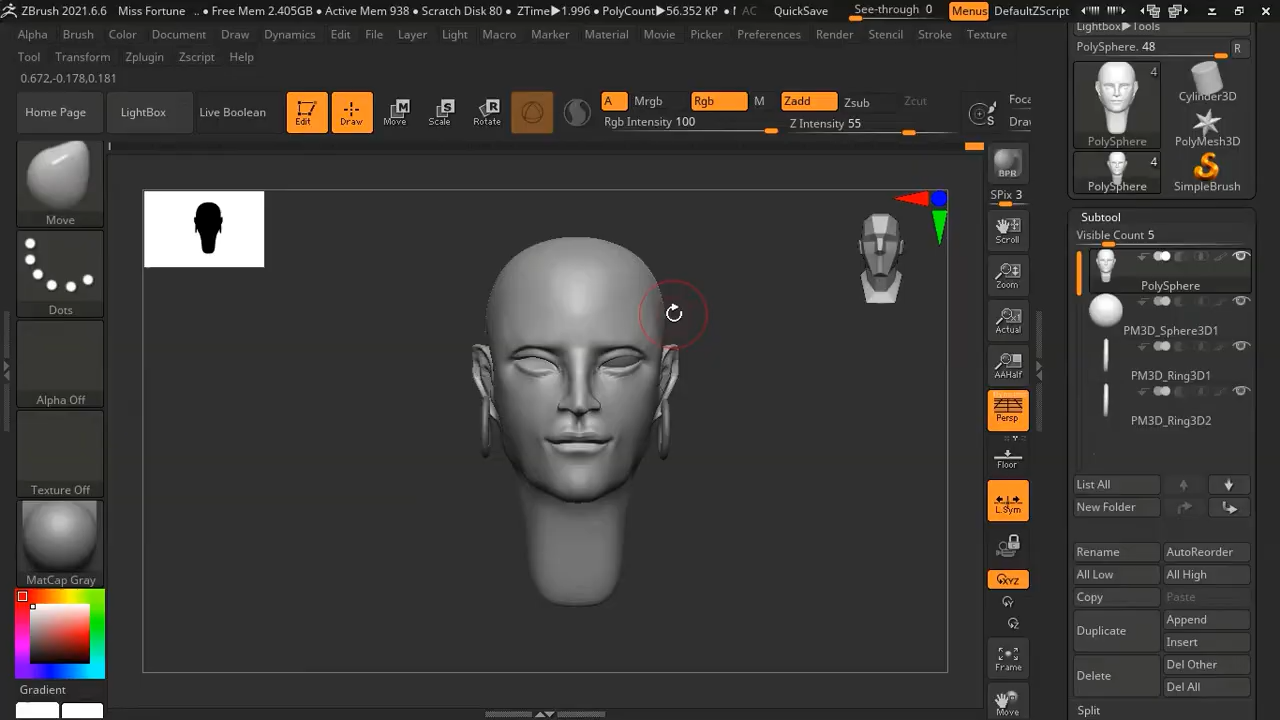 ZBrush 2021.6.6 Miss Fortune .. • Free Mem 2.405GB • Active Mem 938 • Scratch Disk 80 • ZTime▸1.996 • PolyCount▸56.352 KP • AC QuickSave See-through 0 Menus DefaultZScript
Alpha Brush Color Document Draw Dynamics Edit File Layer Light Macro Marker Material Movie Picker Preferences Render Stencil Stroke Texture
Tool Transform Zplugin Zscript Help
0.672,-0.178,0.181
Home Page LightBox Live Boolean Edit Draw Move Scale Rotate
M S R
A Mrgb Rgb M Zadd Zsub Zcut
Rgb Intensity 100 Z Intensity 55
S Foca
Drav
Move
Dots
Alpha Off
Texture Off
MatCap Gray
Gradient
BPR
SPix 3
Scroll
Zoom
Actual
AAHalf
Persp
Floor
L.Sym
XYZ
Y
Z
Frame
Move
Lightbox▸Tools
PolySphere. 48 R
4
PolySphere
Cylinder3D
PolyMesh3D
4
PolySphere
SimpleBrush
Subtool
Visible Count 5
PolySphere
PM3D_Sphere3D1
PM3D_Ring3D1
PM3D_Ring3D2
List All
New Folder
Rename AutoReorder
All Low All High
Copy Paste
Duplicate Append
Insert
Delete Del Other
Del All
Split